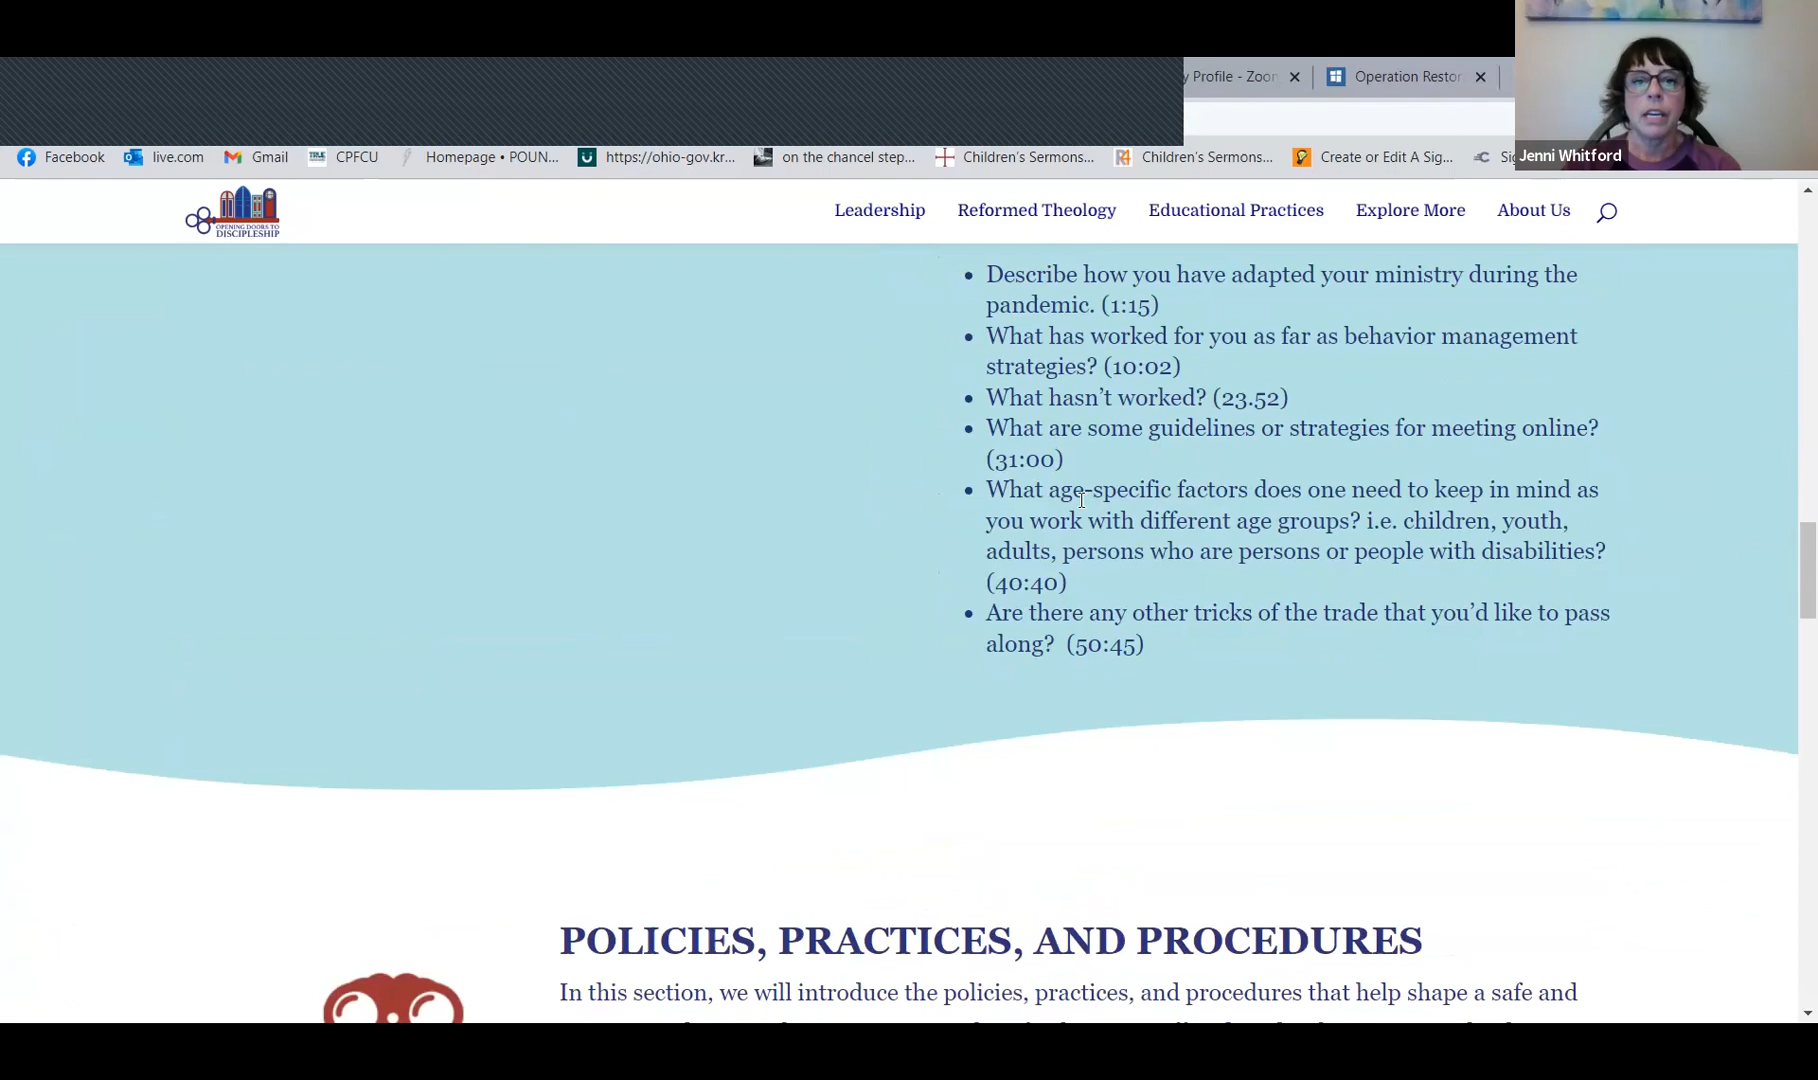 y Profile - Zoon
Operation Restor
Jenni Whitford
Facebook
live.com
Gmail
TRUE
CPFCU
Homepage • POUN...
https://ohio-gov.kr...
on the chancel step...
Children's Sermons...
R4
Children's Sermons...
Create or Edit A Sig...
Sig
OPENING DOORS TO
DISCIPLESHIP
Leadership
Reformed Theology
Educational Practices
Explore More
About Us
• Describe how you have adapted your ministry during the
pandemic. (1:15)
• What has worked for you as far as behavior management
strategies? (10:02)
• What hasn't worked? (23.52)
• What are some guidelines or strategies for meeting online?
(31:00)
• What age-specific factors does one need to keep in mind as
you work with different age groups? i.e. children, youth,
adults, persons who are persons or people with disabilities?
(40:40)
• Are there any other tricks of the trade that you'd like to pass
along?  (50:45)
POLICIES, PRACTICES, AND PROCEDURES
In this section, we will introduce the policies, practices, and procedures that help shape a safe and